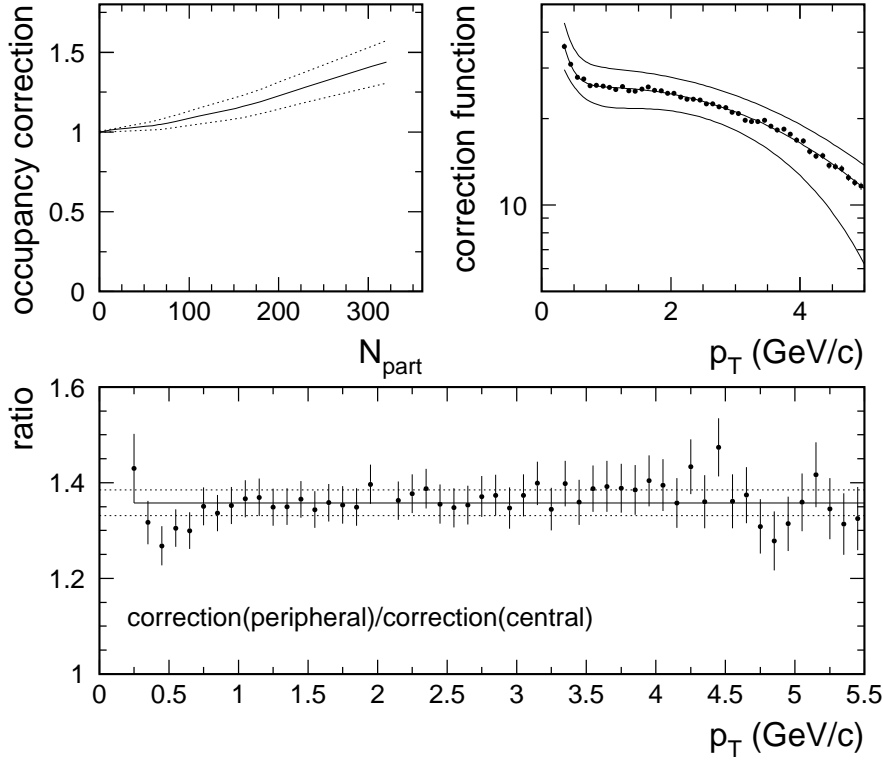 occupancy correction
1.5
1
0.5
0
0 100 200 300
N_part
correction function
10
0 2 4
p_T (GeV/c)
ratio
1.6
1.4
1.2
1
correction(peripheral)/correction(central)
0 0.5 1 1.5 2 2.5 3 3.5 4 4.5 5 5.5
p_T (GeV/c)